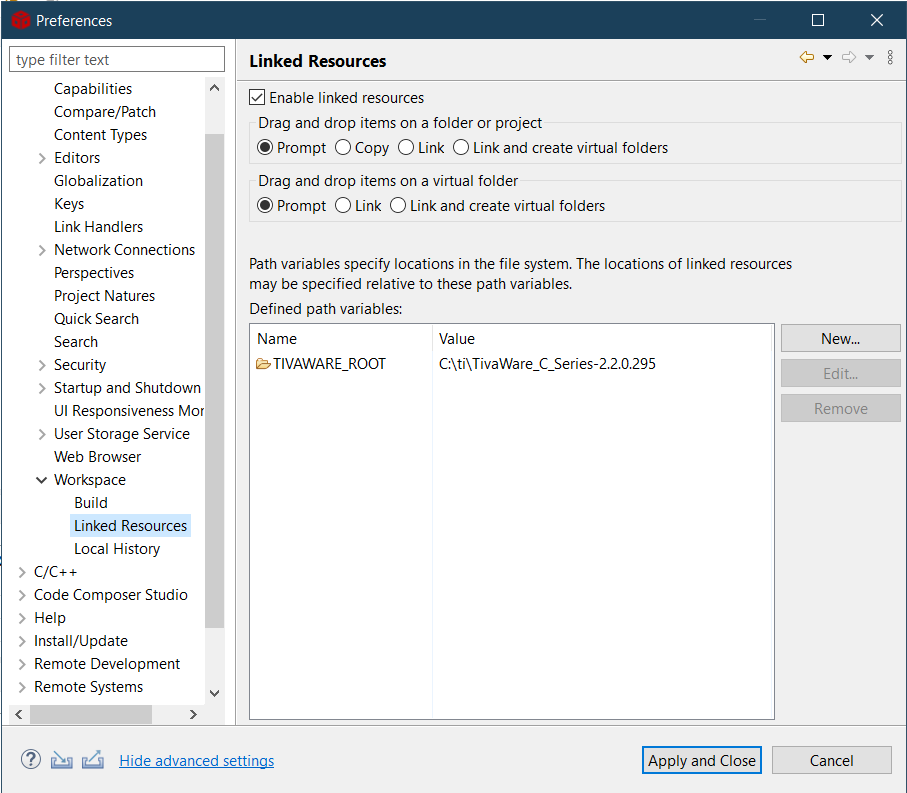 Preferences
type filter text
Capabilities
Compare/Patch
Content Types
Editors
Globalization
Keys
Link Handlers
Network Connections
Perspectives
Project Natures
Quick Search
Search
Security
Startup and Shutdown
UI Responsiveness Mor
User Storage Service
Web Browser
Workspace
Build
Linked Resources
Local History
C/C++
Code Composer Studio
Help
Install/Update
Remote Development
Remote Systems
Linked Resources
Enable linked resources
Drag and drop items on a folder or project
Prompt Copy Link Link and create virtual folders
Drag and drop items on a virtual folder
Prompt Link Link and create virtual folders
Path variables specify locations in the file system. The locations of linked resources
may be specified relative to these path variables.
Defined path variables:
Name Value
TIVAWARE_ROOT C:\ti\TivaWare_C_Series-2.2.0.295
New...
Edit...
Remove
? Hide advanced settings Apply and Close Cancel